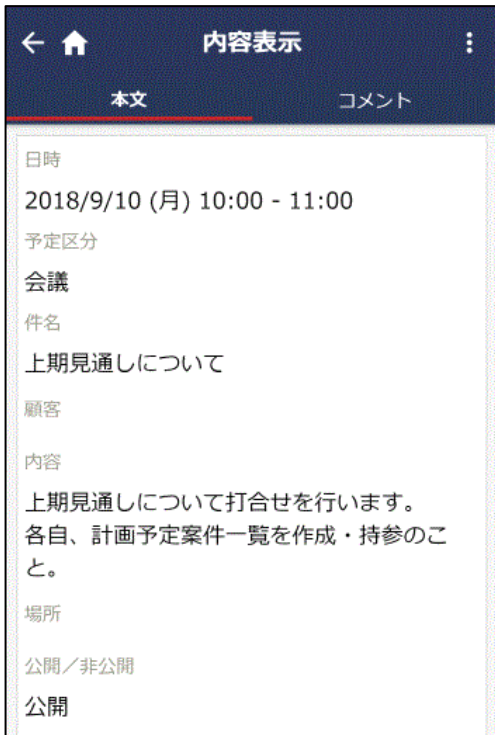 内容表示
本文 コメント
日時
2018/9/10 (月) 10:00 - 11:00
予定区分
会議
件名
上期見通しについて
顧客
内容
上期見通しについて打合せを行います。
各自、計画予定案件一覧を作成・持参のこ
と。
場所
公開／非公開
公開